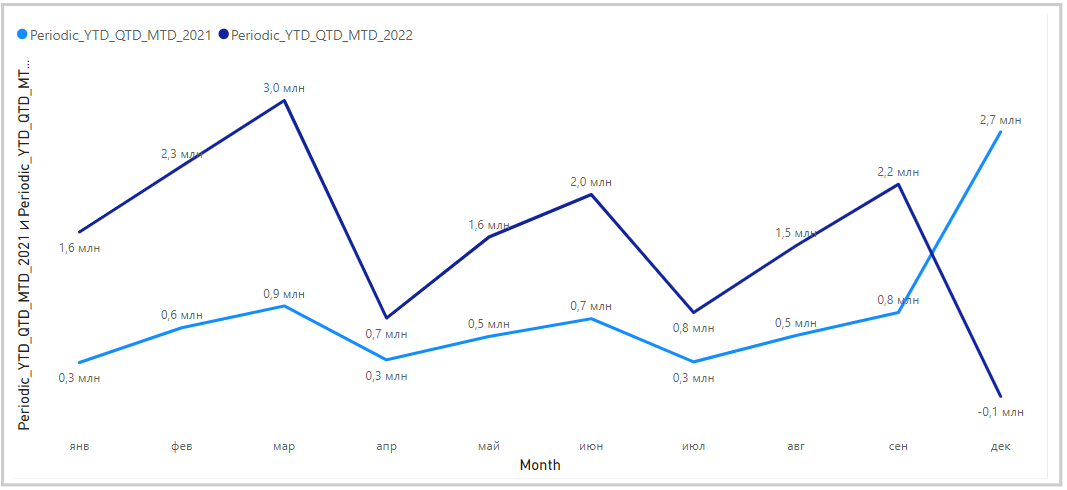 Periodic_YTD_QTD_MTD_2021 Periodic_YTD_QTD_MTD_2022
Periodic_YTD_QTD_MTD_2021 и Periodic_YTD_QTD_MT...
3,0 млн
2,7 млн
2,3 млн
2,2 млн
2,0 млн
1,6 млн
1,5 млн
1,6 млн
0,9 млн
0,8 млн
0,6 млн
0,7 млн
0,5 млн
0,5 млн
0,7 млн
0,8 млн
0,3 млн
0,3 млн
0,3 млн
-0,1 млн
янв фев мар апр май июн июл авг сен дек
Month